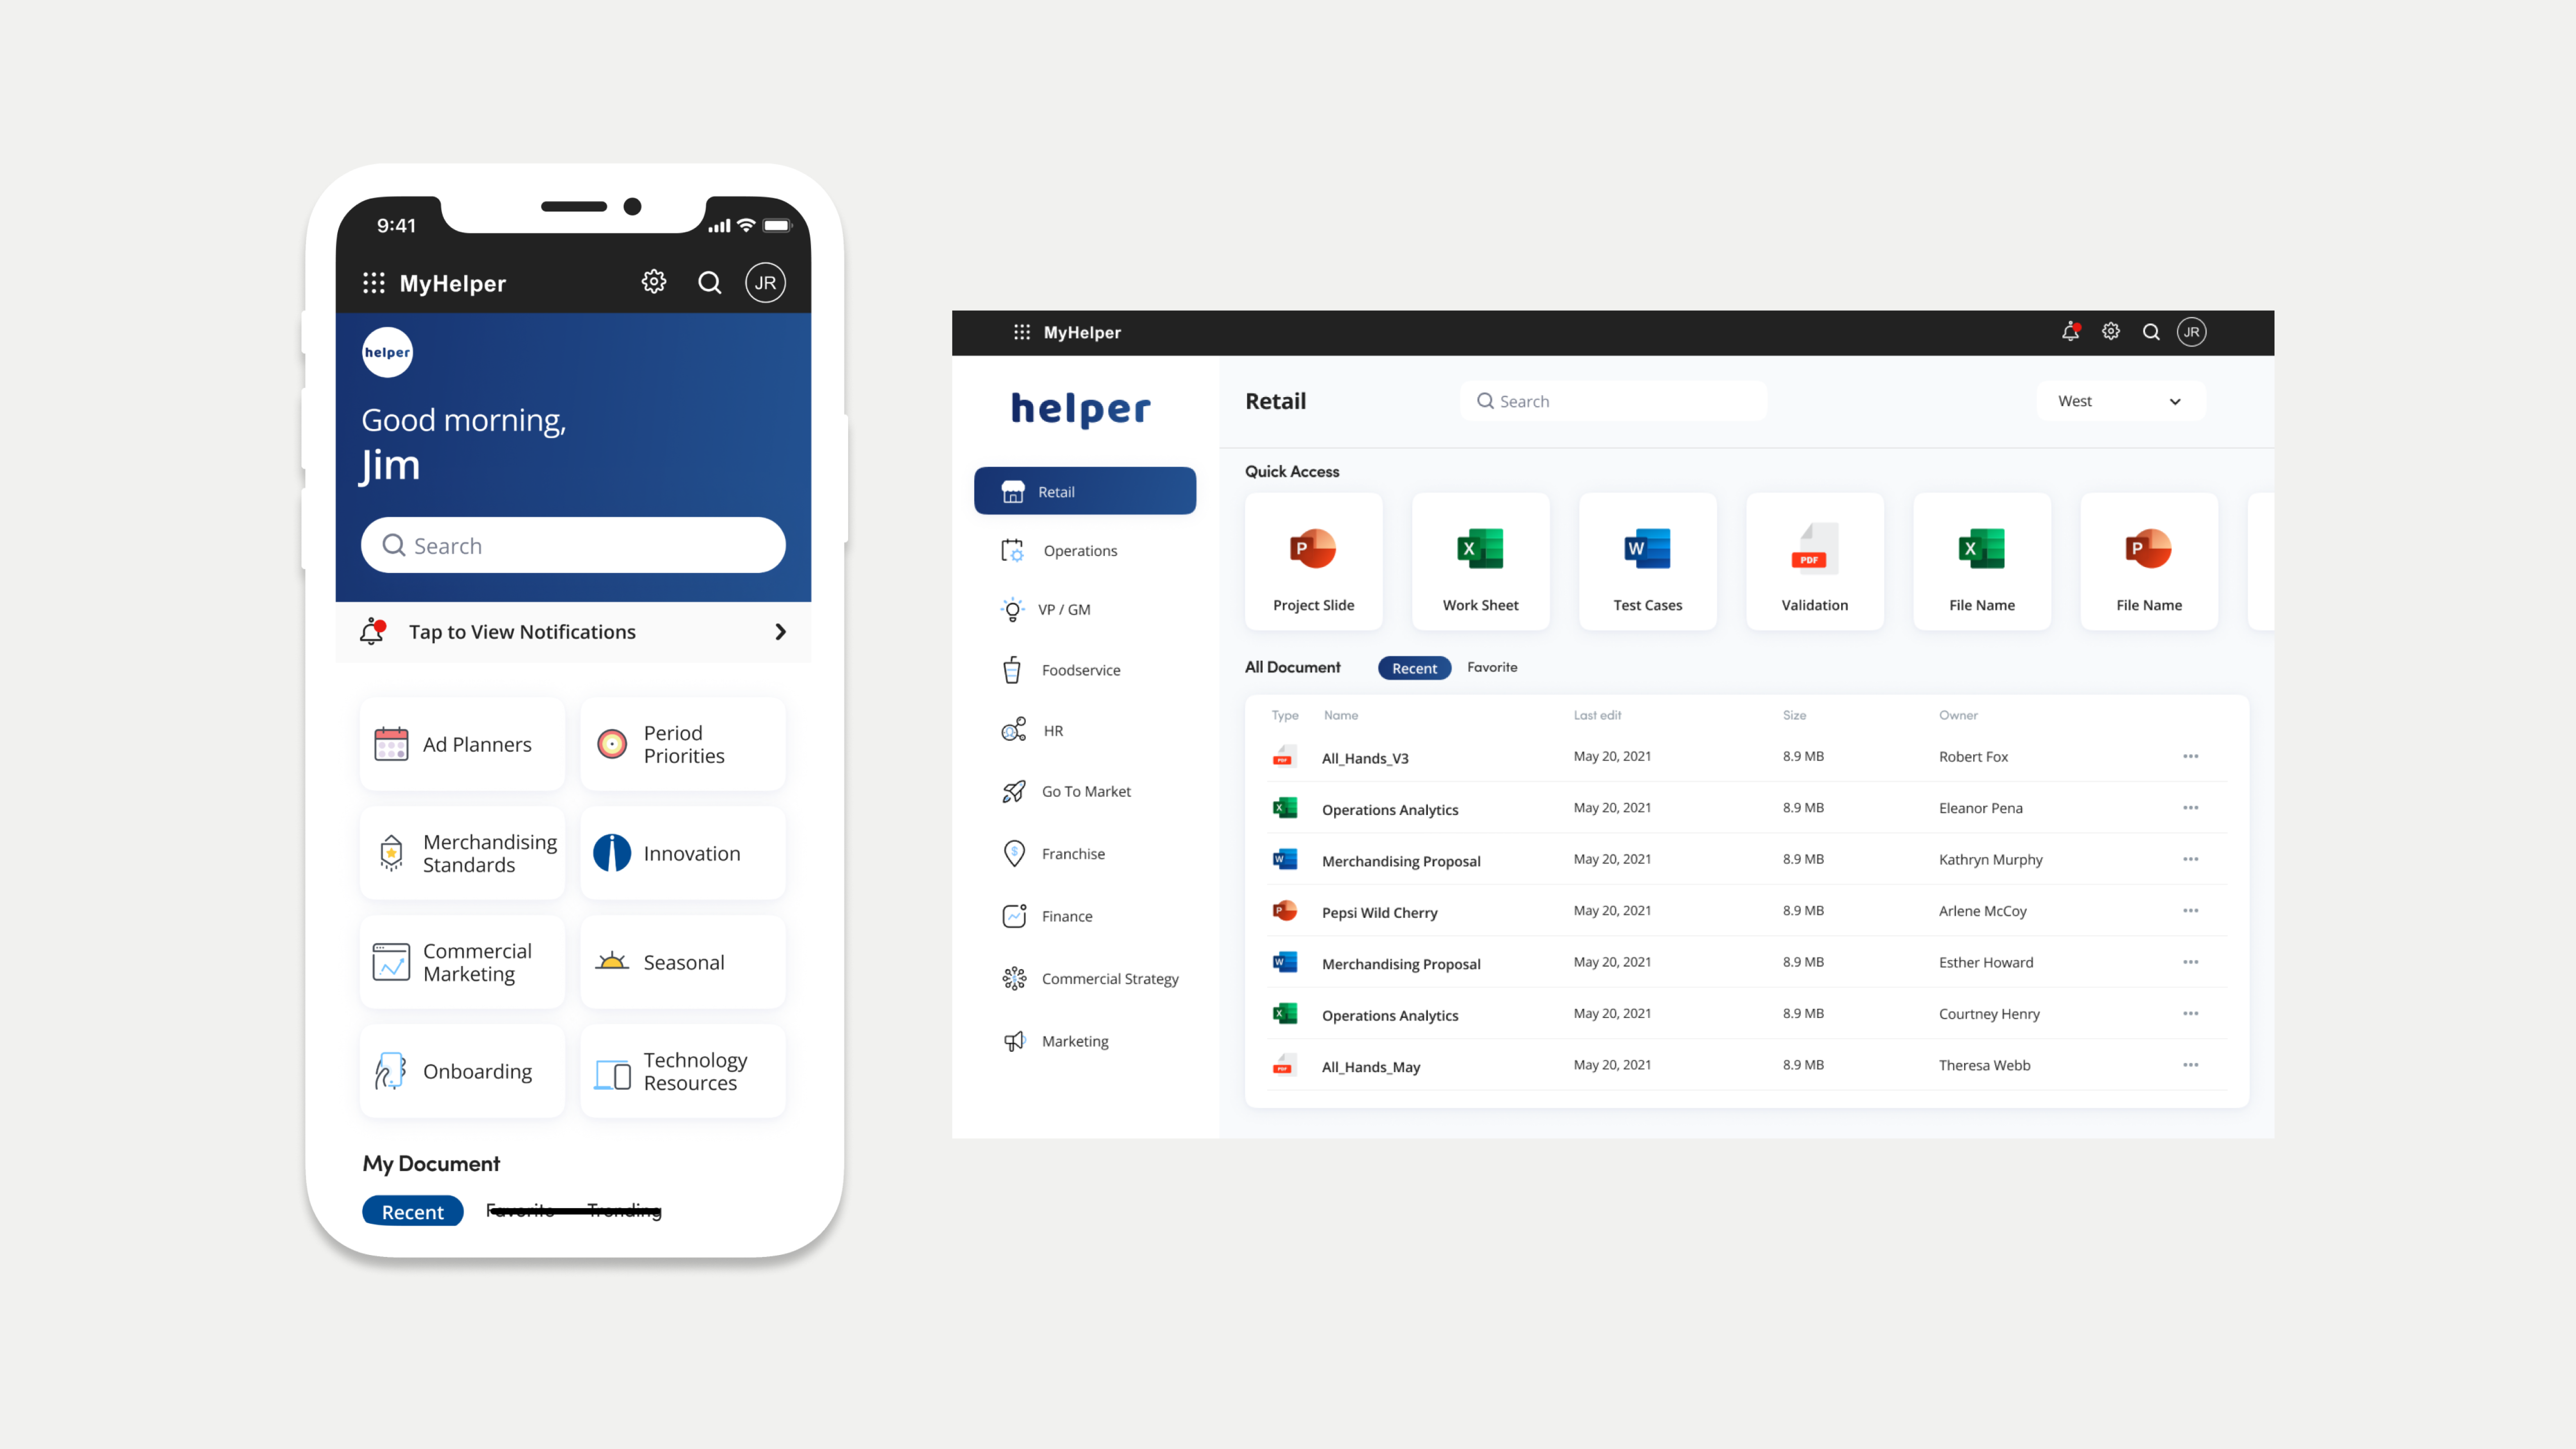 9:41
MyHelper
JR
helper
Good morning,
Jim
Search
Tap to View Notifications
Ad Planners
Period
Priorities
Merchandising
Standards
Innovation
Commercial
Marketing
Seasonal
Onboarding
Technology
Resources
My Document
Recent Favorite Trending
MyHelper
JR
helper
Retail
Operations
VP / GM
Foodservice
HR
Go To Market
Franchise
Finance
Commercial Strategy
Marketing
Retail
Search
West
Quick Access
P
X
W
PDF
X
P
Project Slide
Work Sheet
Test Cases
Validation
File Name
File Name
All Document Recent Favorite
Type Name Last edit Size Owner
PDF All_Hands_V3 May 20, 2021 8.9 MB Robert Fox
X Operations Analytics May 20, 2021 8.9 MB Eleanor Pena
W Merchandising Proposal May 20, 2021 8.9 MB Kathryn Murphy
P Pepsi Wild Cherry May 20, 2021 8.9 MB Arlene McCoy
W Merchandising Proposal May 20, 2021 8.9 MB Esther Howard
X Operations Analytics May 20, 2021 8.9 MB Courtney Henry
PDF All_Hands_May May 20, 2021 8.9 MB Theresa Webb